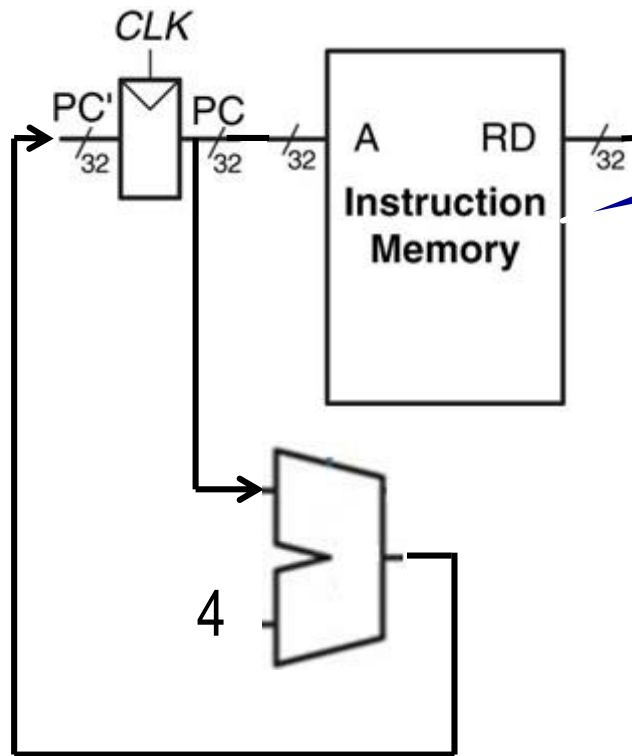 CLK
PC' PC
32 32 32 32
A RD
Instruction
Memory
4